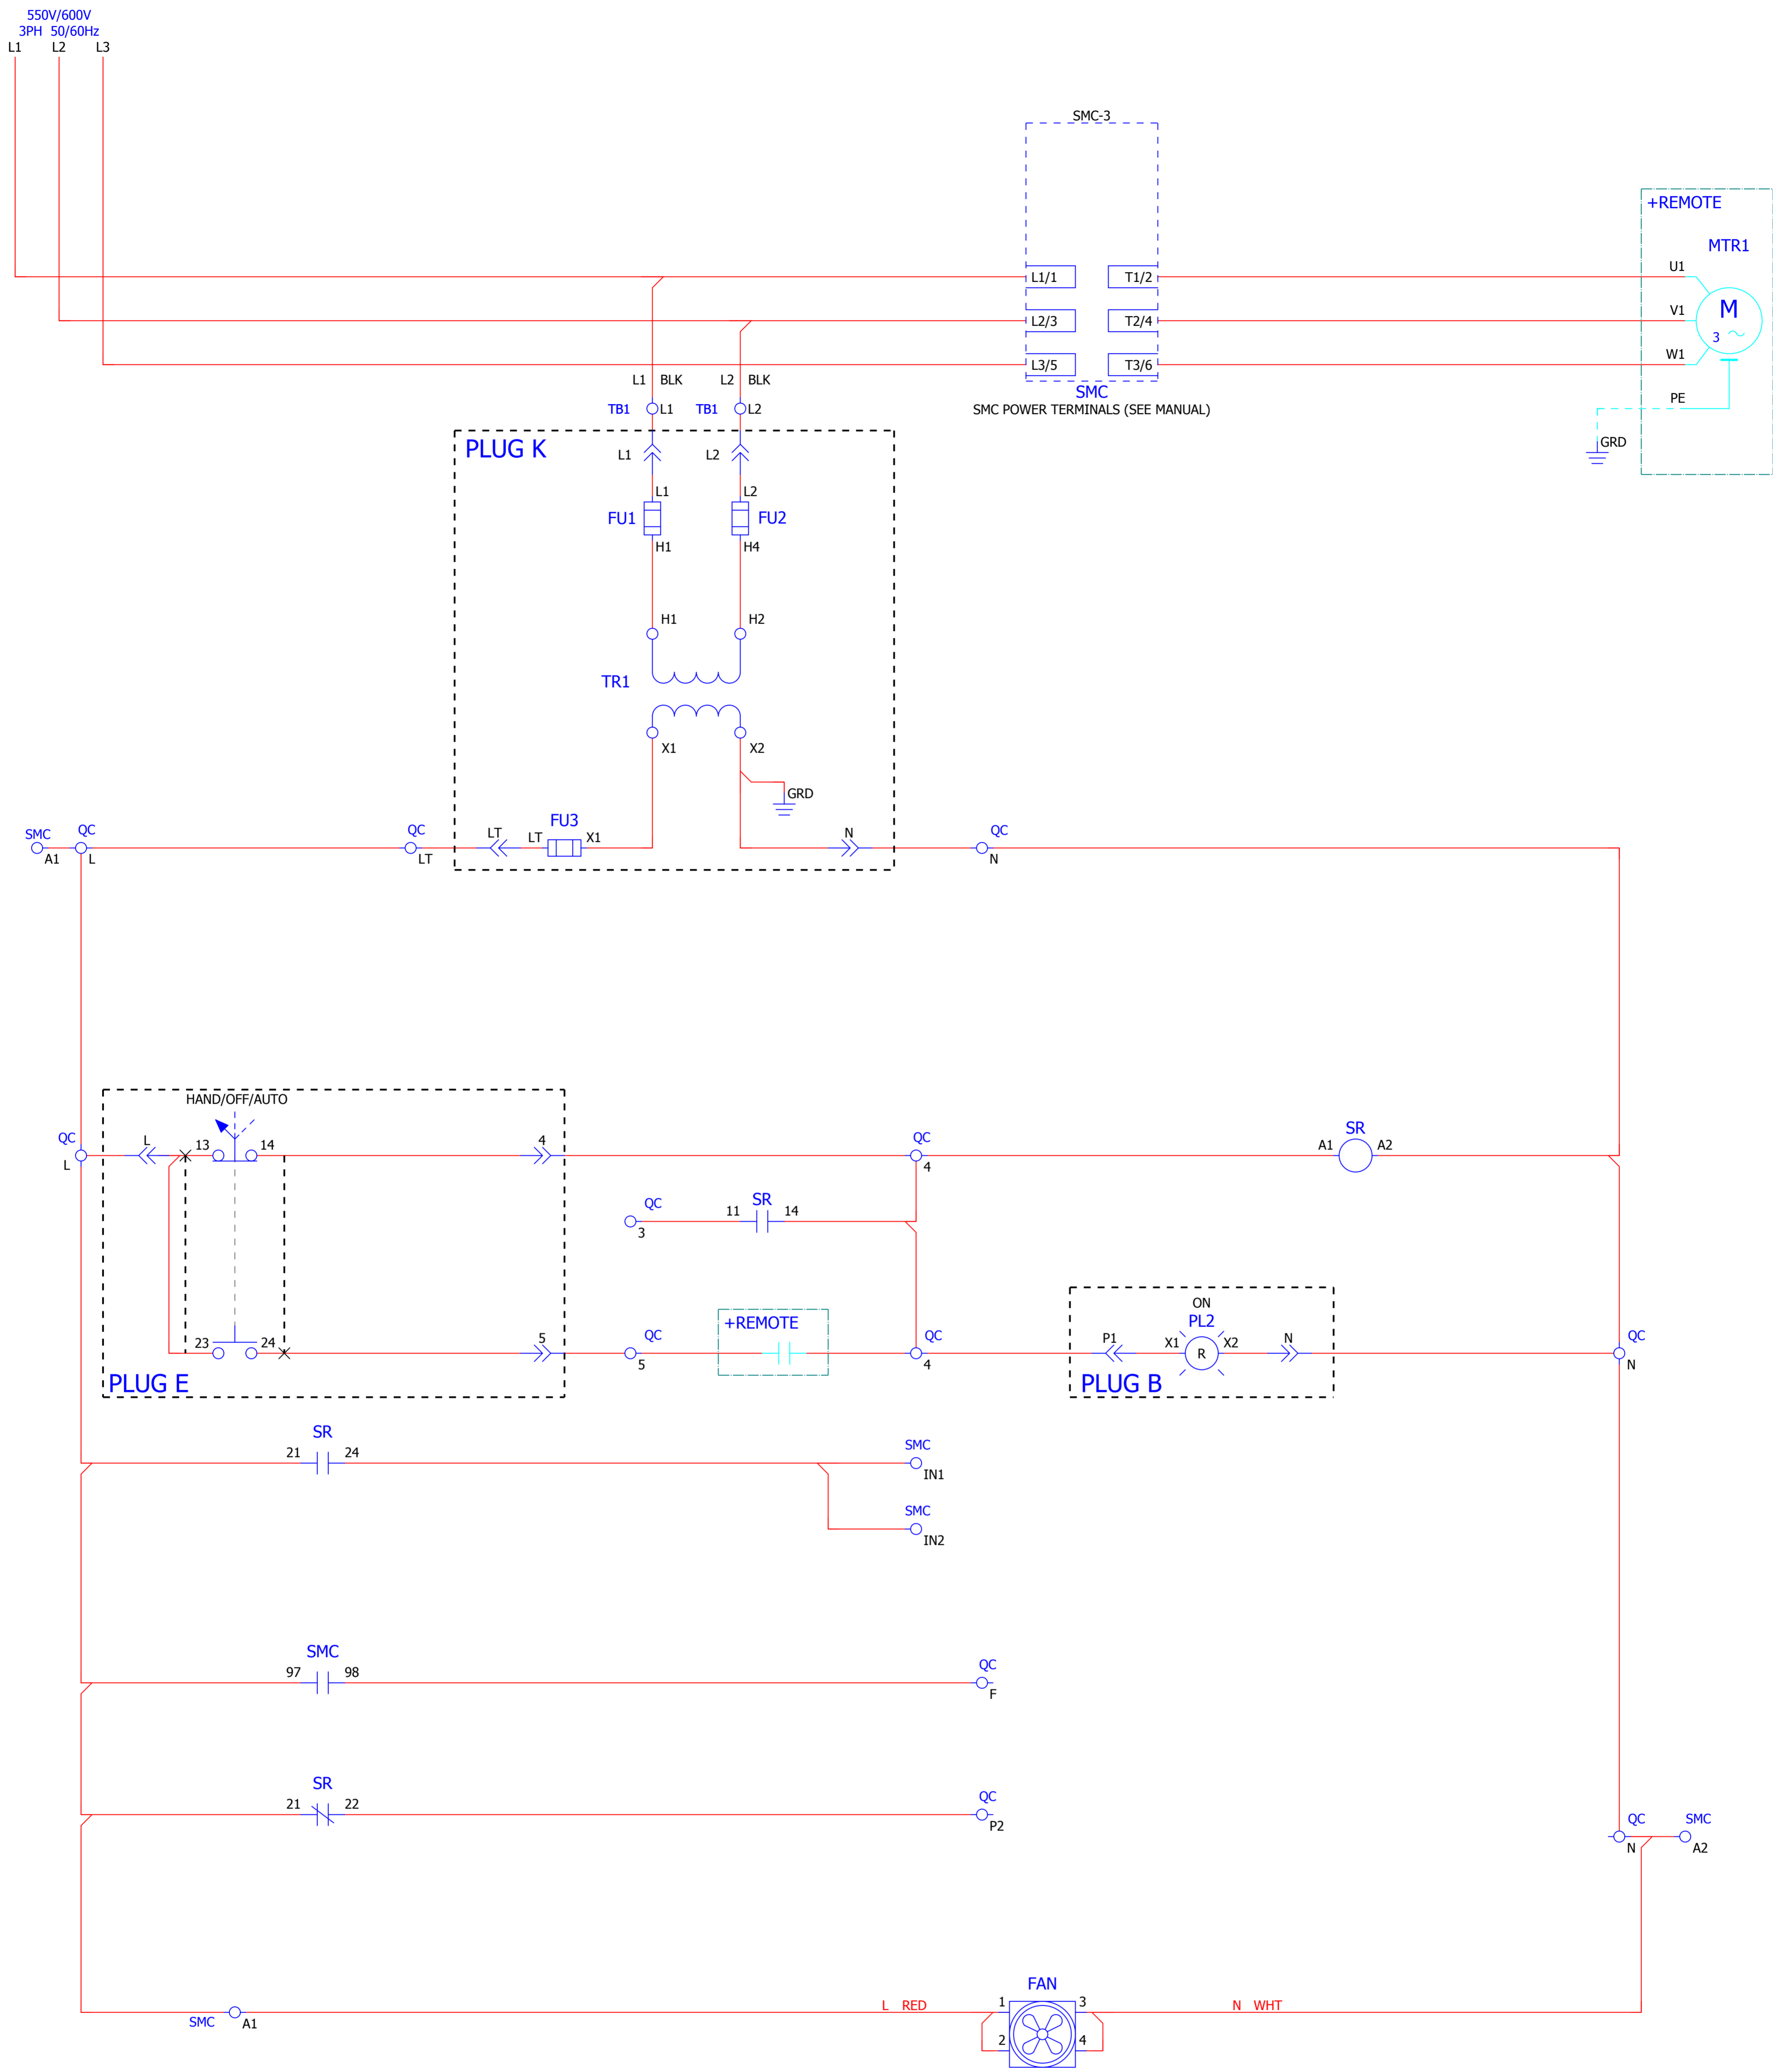 550V/600V
3PH 50/60Hz
L1 L2 L3
SMC-3
+REMOTE
MTR1
L1/1 T1/2 U1
M
3
L2/3 T2/4 V1
L3/5 T3/6 W1
L1 BLK L2 BLK
SMC
SMC POWER TERMINALS (SEE MANUAL)
PE
TB1 L1 TB1 L2
GRD
PLUG K
L1 L2
L1 L2
FU1 FU2
H1 H4
H1 H2
TR1
X1 X2
GRD
FU3
SMC QC QC LT LT X1 N QC
A1 L LT N
HAND/OFF/AUTO
QC L 13 14 4 QC SR
L 4 A1 A2
QC 11 SR 14
3
ON
+REMOTE PL2
23 24 5 QC QC P1 X1 X2 N QC
R
5 4 N
PLUG E PLUG B
SR
21 24 SMC
IN1
SMC
IN2
SMC
97 98 QC
F
SR
21 22 QC
P2
QC SMC
N A2
FAN
L RED 1 3 N WHT
SMC A1
2 4